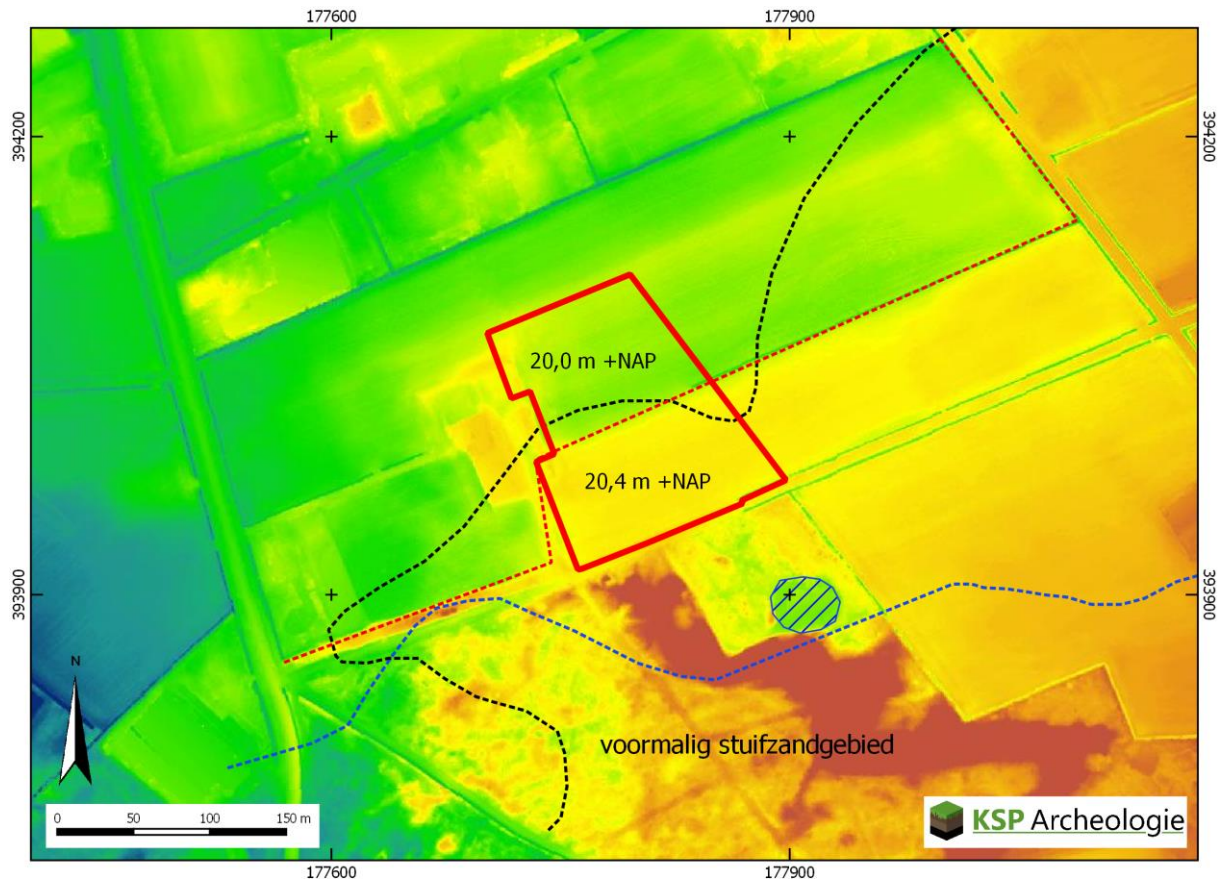 177600
177900
394200
394200
20,0 m +NAP
20,4 m +NAP
393900
393900
N
voormalig stuifzandgebied
0 50 100 150 m
KSP Archeologie
177600
177900